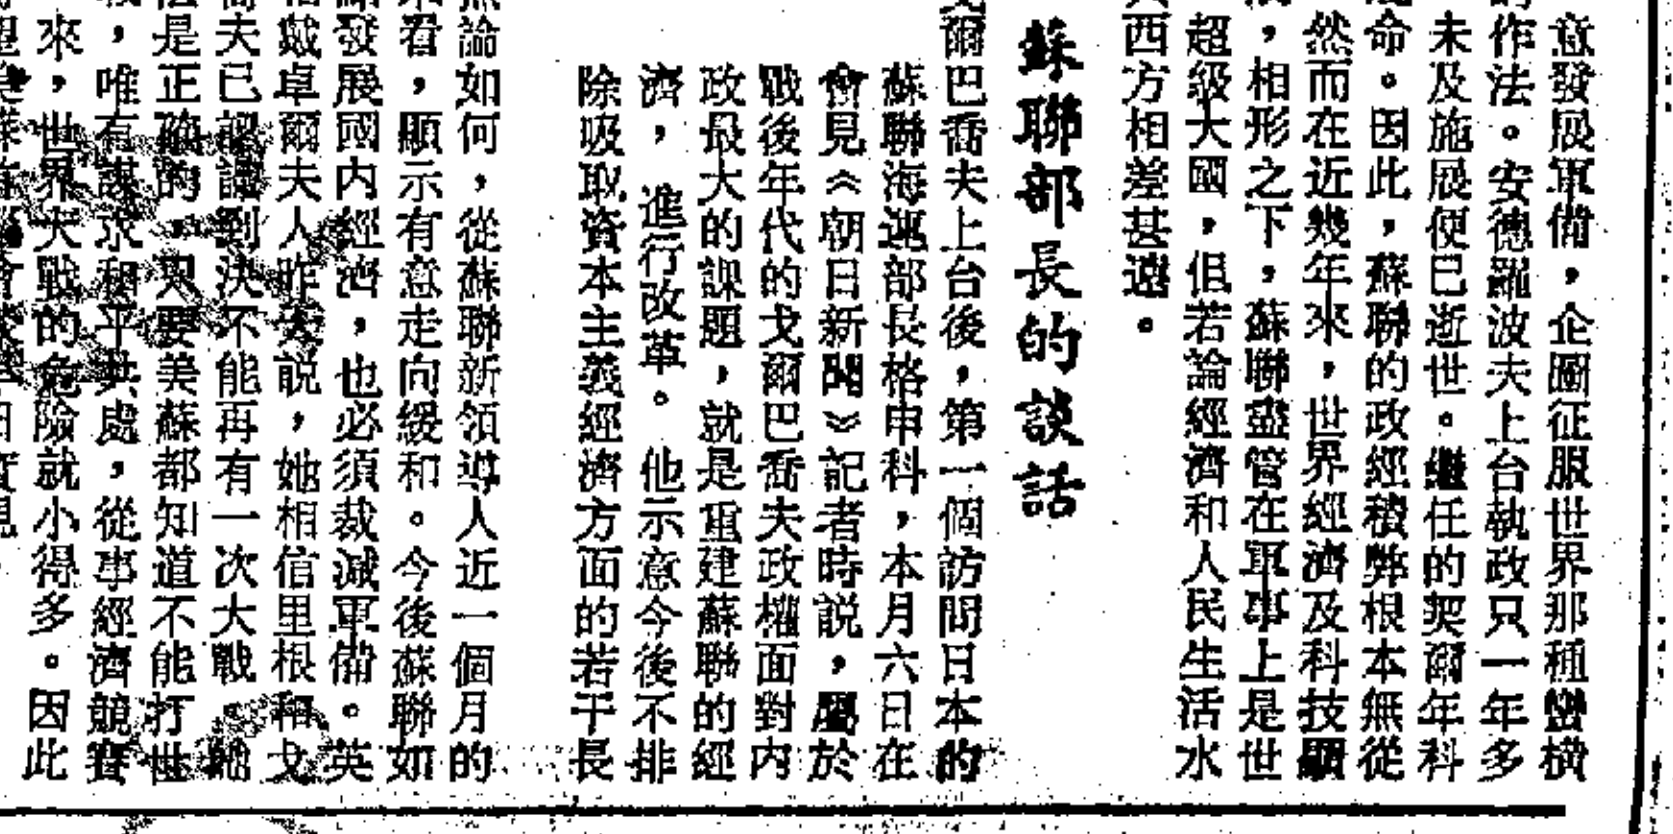 意發展軍備，企圖征服世界那種蠻橫
作法。安德羅波夫上台執政只一年多
未及施展便已逝世。繼任的契爾年科
命。因此，蘇聯的政經積弊根本無從
然而在近幾年來，世界經濟及科技顯
，相形之下，蘇聯儘管在軍事上是世
超級大國，但若論經濟和人民生活水
西方相差甚遠。
蘇聯部長的談話
爾巴喬夫上台後，第一個訪問日本的
蘇聯海運部長格申科，本月六日在
會見《朝日新聞》記者時説，屬於
戰後年代的戈爾巴喬夫政權面對內
政最大的課題，就是重建蘇聯的經
濟，進行改革。他示意今後不排
除吸取資本主義經濟方面的若干長
無論如何，從蘇聯新領導人近一個月的
看，顯示有意走向緩和。今後蘇聯如
發展國内經濟，也必須裁減軍備。英
戴卓爾夫人昨天說，她相信里根和戈
夫已認識到決不能再有一次大戰。她
是正確的，只要美蘇都知道不能打世
，唯有謀求和平共處，從事經濟競賽
來，世界大戰的危險就小得多。因此